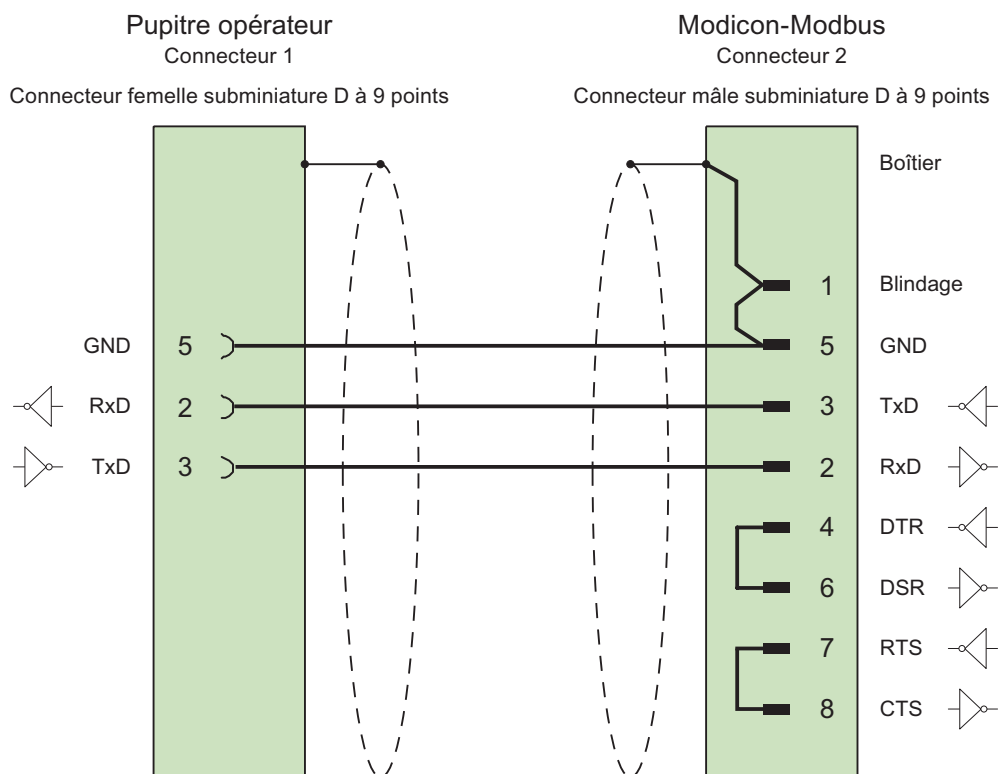 Pupitre opérateur
Connecteur 1
Connecteur femelle subminiature D à 9 points
Modicon-Modbus
Connecteur 2
Connecteur mâle subminiature D à 9 points
Boîtier
1 Blindage
GND 5
5 GND
RxD 2
3 TxD
TxD 3
2 RxD
4 DTR
6 DSR
7 RTS
8 CTS